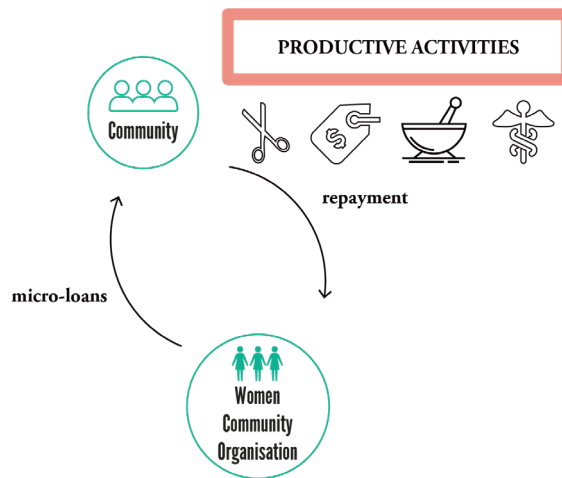 PRODUCTIVE ACTIVITIES
Community
$
repayment
micro-loans
Women
Community
Organisation